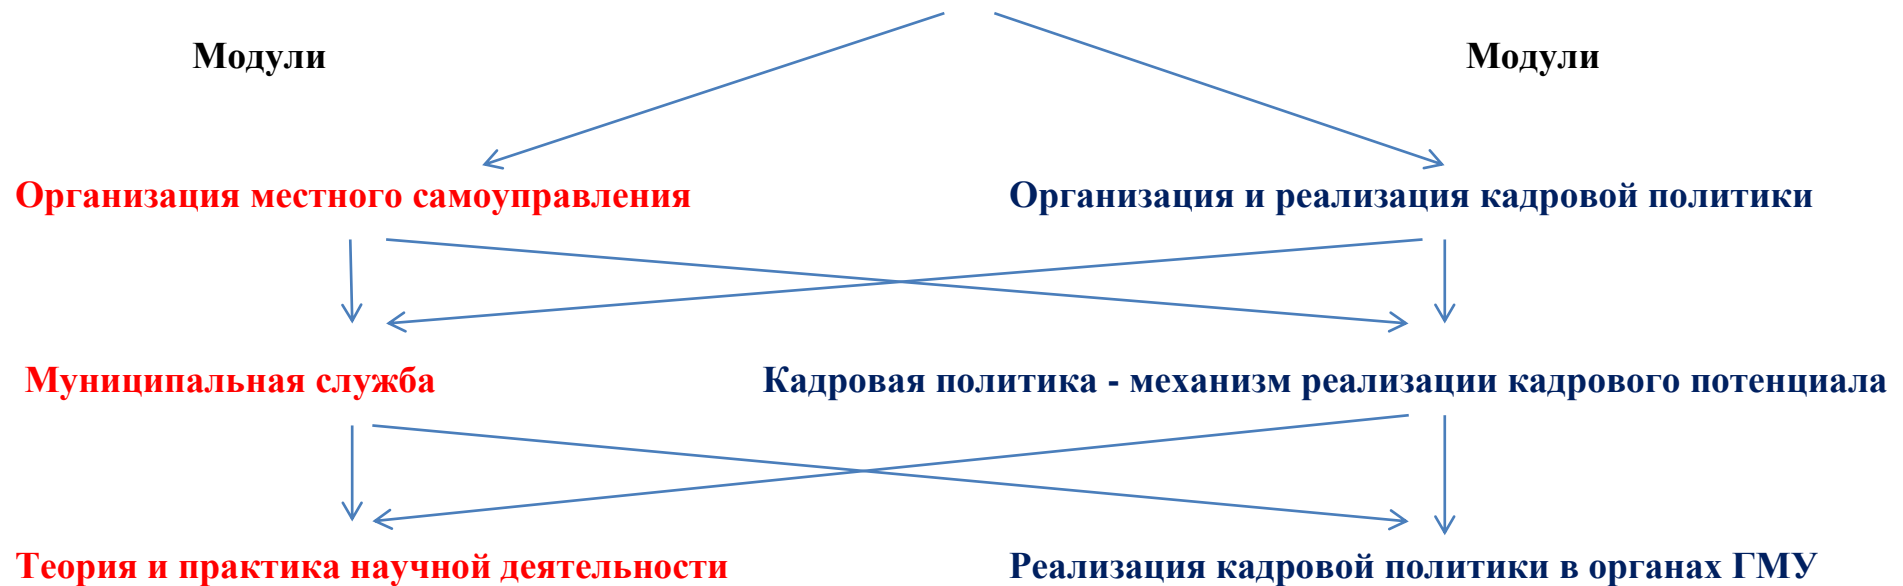 Модули Модули
Организация местного самоуправления Организация и реализация кадровой политики
Муниципальная служба Кадровая политика - механизм реализации кадрового потенциала
Теория и практика научной деятельности Реализация кадровой политики в органах ГМУ